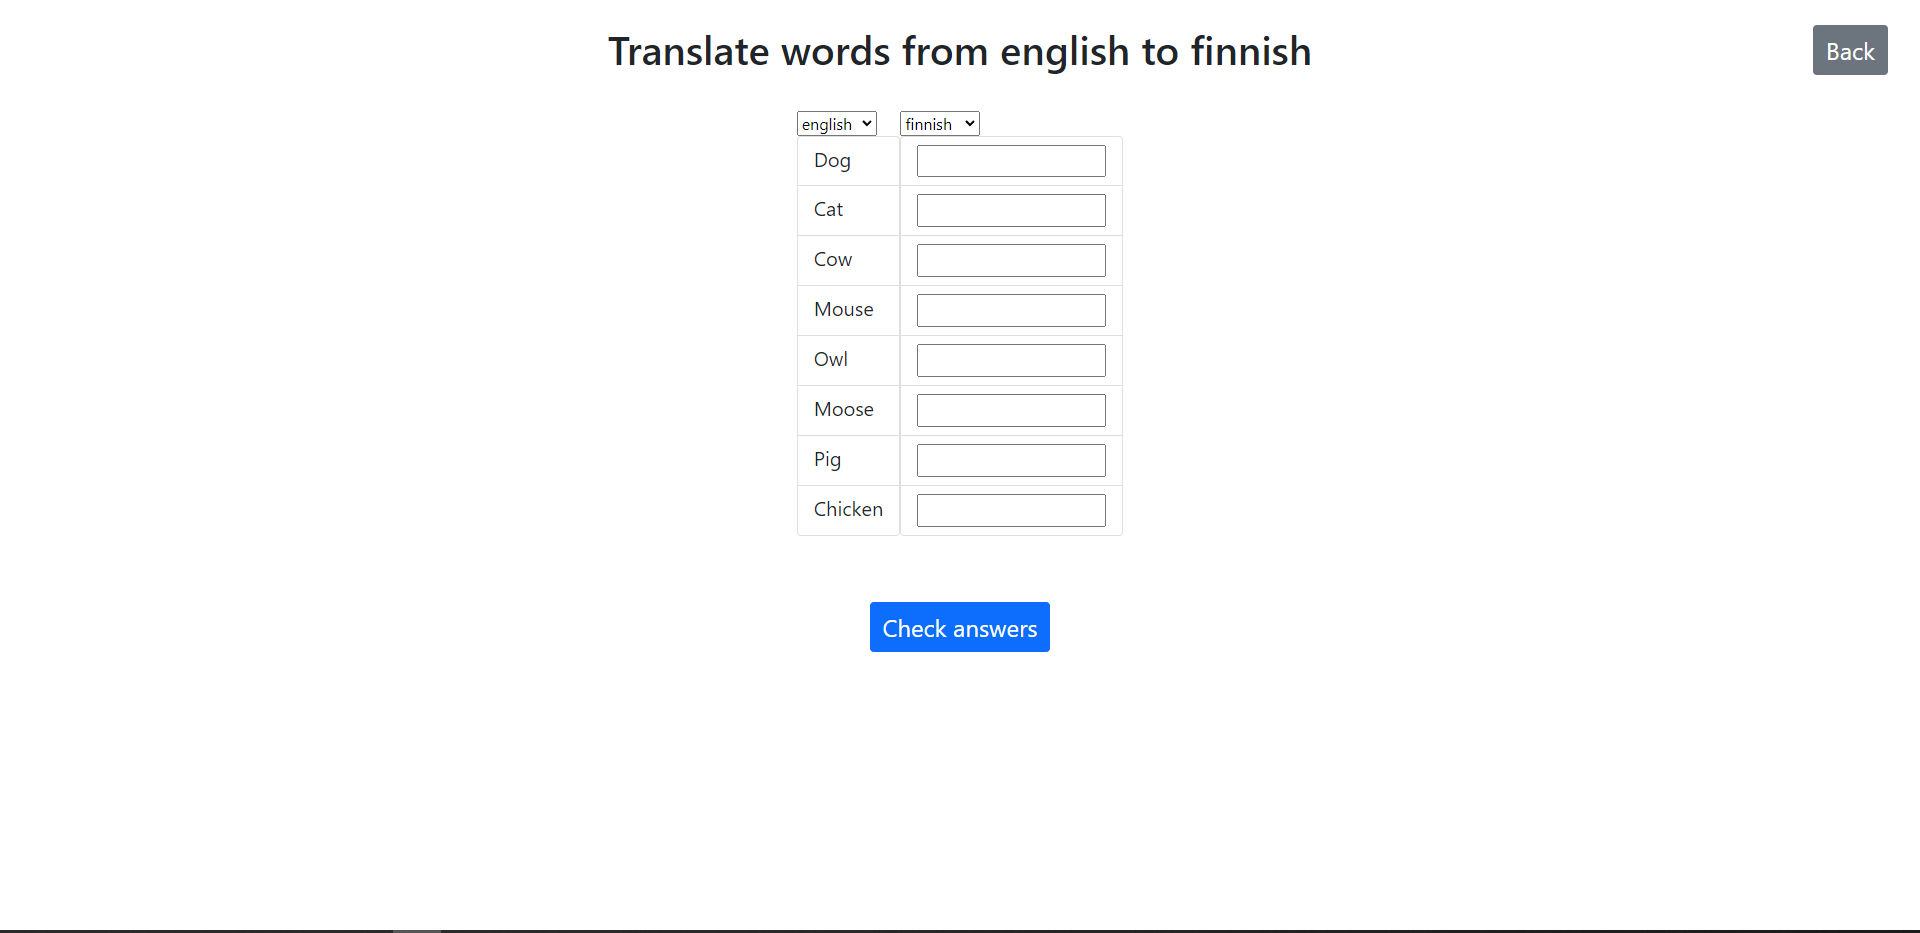 Translate words from english to finnish
Back
english finnish
Dog
Cat
Cow
Mouse
Owl
Moose
Pig
Chicken
Check answers